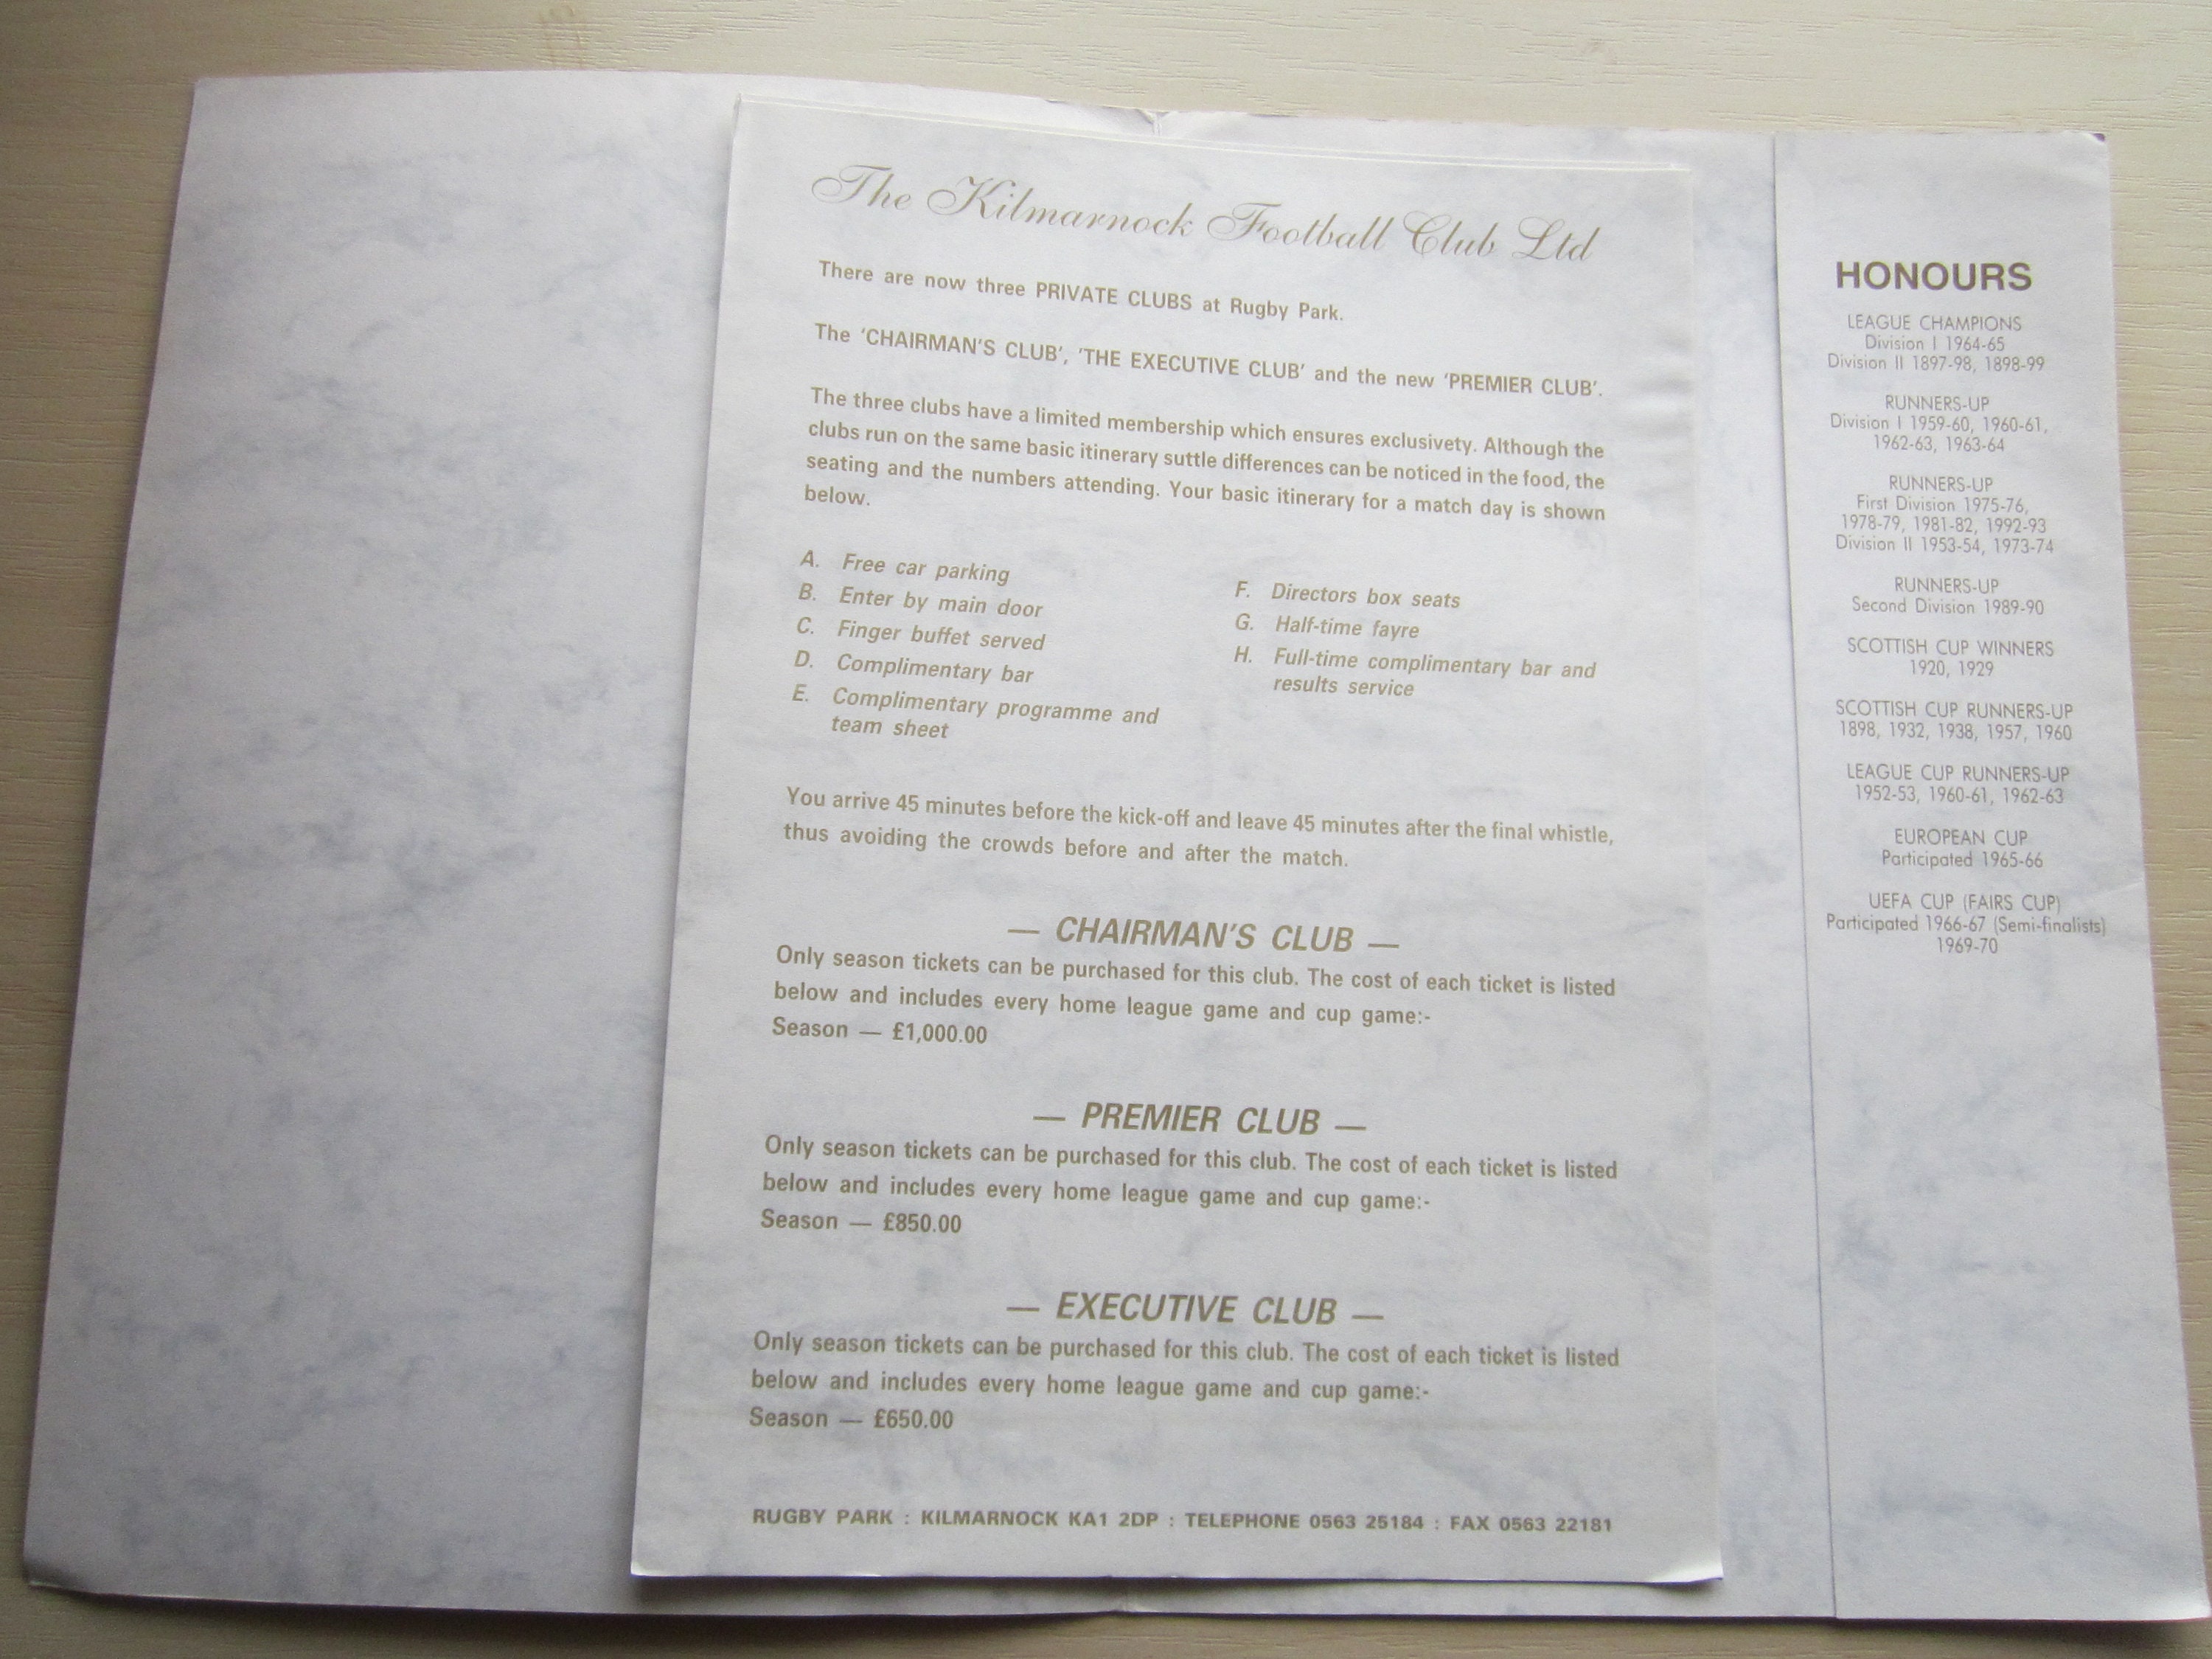 The Kilmarnock Football Club Ltd
There are now three PRIVATE CLUBS at Rugby Park.
The ‘CHAIRMAN’S CLUB’, ‘THE EXECUTIVE CLUB’ and the new ‘PREMIER CLUB’.
The three clubs have a limited membership which ensures exclusivety. Although the
clubs run on the same basic itinerary suttle differences can be noticed in the food, the
seating and the numbers attending. Your basic itinerary for a match day is shown
below.
A. Free car parking
B. Enter by main door
C. Finger buffet served
D. Complimentary bar
E. Complimentary programme and
team sheet
F. Directors box seats
G. Half-time fayre
H. Full-time complimentary bar and
results service
You arrive 45 minutes before the kick-off and leave 45 minutes after the final whistle,
thus avoiding the crowds before and after the match.
— CHAIRMAN’S CLUB —
Only season tickets can be purchased for this club. The cost of each ticket is listed
below and includes every home league game and cup game:-
Season — £1,000.00
— PREMIER CLUB —
Only season tickets can be purchased for this club. The cost of each ticket is listed
below and includes every home league game and cup game:-
Season — £850.00
— EXECUTIVE CLUB —
Only season tickets can be purchased for this club. The cost of each ticket is listed
below and includes every home league game and cup game:-
Season — £650.00
RUGBY PARK : KILMARNOCK KA1 2DP : TELEPHONE 0563 25184 : FAX 0563 22181
HONOURS
LEAGUE CHAMPIONS
Division I 1964-65
Division II 1897-98, 1898-99
RUNNERS-UP
Division I 1959-60, 1960-61,
1962-63, 1963-64
RUNNERS-UP
First Division 1975-76,
1978-79, 1981-82, 1992-93
Division II 1953-54, 1973-74
RUNNERS-UP
Second Division 1989-90
SCOTTISH CUP WINNERS
1920, 1929
SCOTTISH CUP RUNNERS-UP
1898, 1932, 1938, 1957, 1960
LEAGUE CUP RUNNERS-UP
1952-53, 1960-61, 1962-63
EUROPEAN CUP
Participated 1965-66
UEFA CUP (FAIRS CUP)
Participated 1966-67 (Semi-finalists)
1969-70